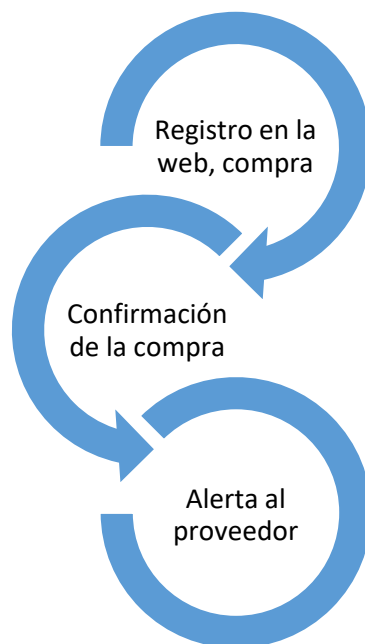 Registro en la
web, compra
Confirmación
de la compra
Alerta al
proveedor